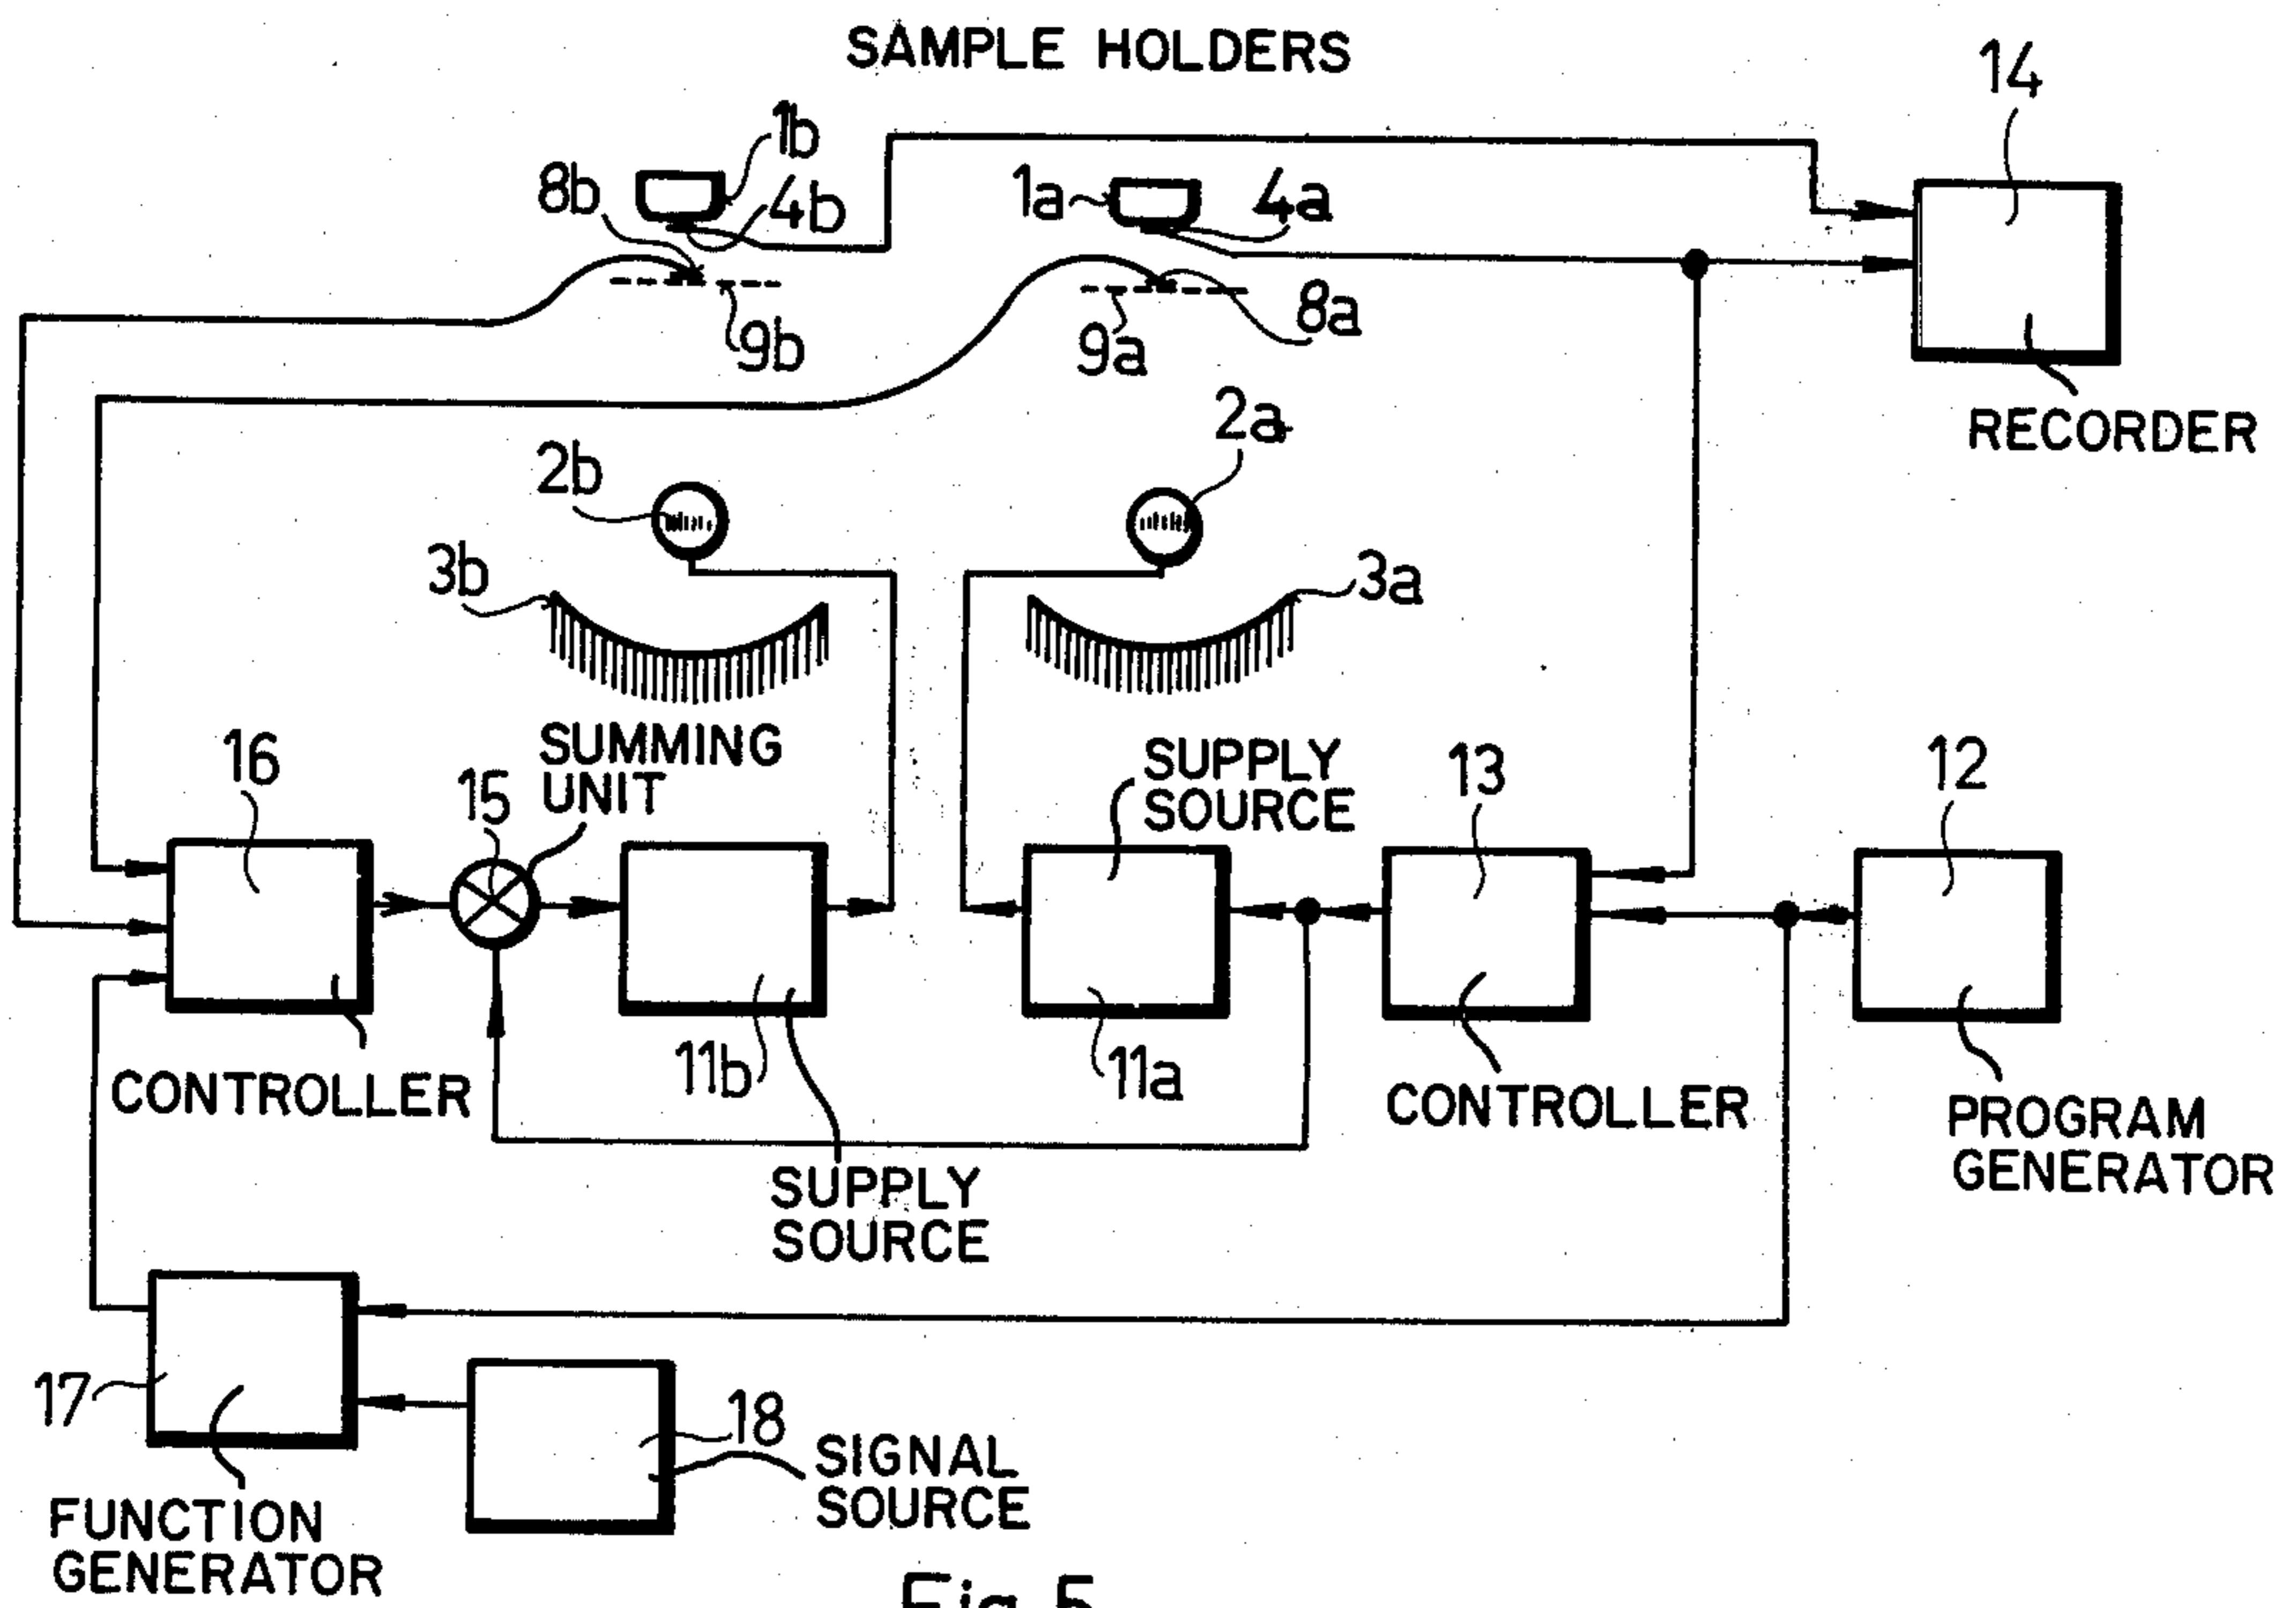 SAMPLE HOLDERS
14
1b
8b
4b
1a
4a
9b
9a
8a
RECORDER
2a
2b
3b
3a
SUMMING
UNIT
16
15
SUPPLY
SOURCE
13
12
11b
11a
CONTROLLER
CONTROLLER
PROGRAM
GENERATOR
SUPPLY
SOURCE
17
18
SIGNAL
SOURCE
FUNCTION
GENERATOR
Fig. 5